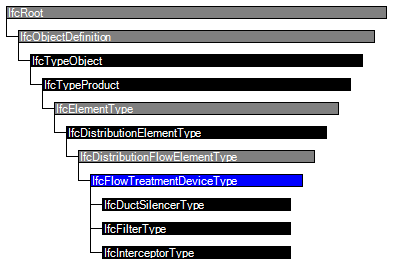 IfcRoot
IfcObjectDefinition
IfcTypeObject
IfcTypeProduct
IfcElementType
IfcDistributionElementType
IfcDistributionFlowElementType
IfcFlowTreatmentDeviceType
IfcDuctSilencerType
IfcFilterType
IfcInterceptorType